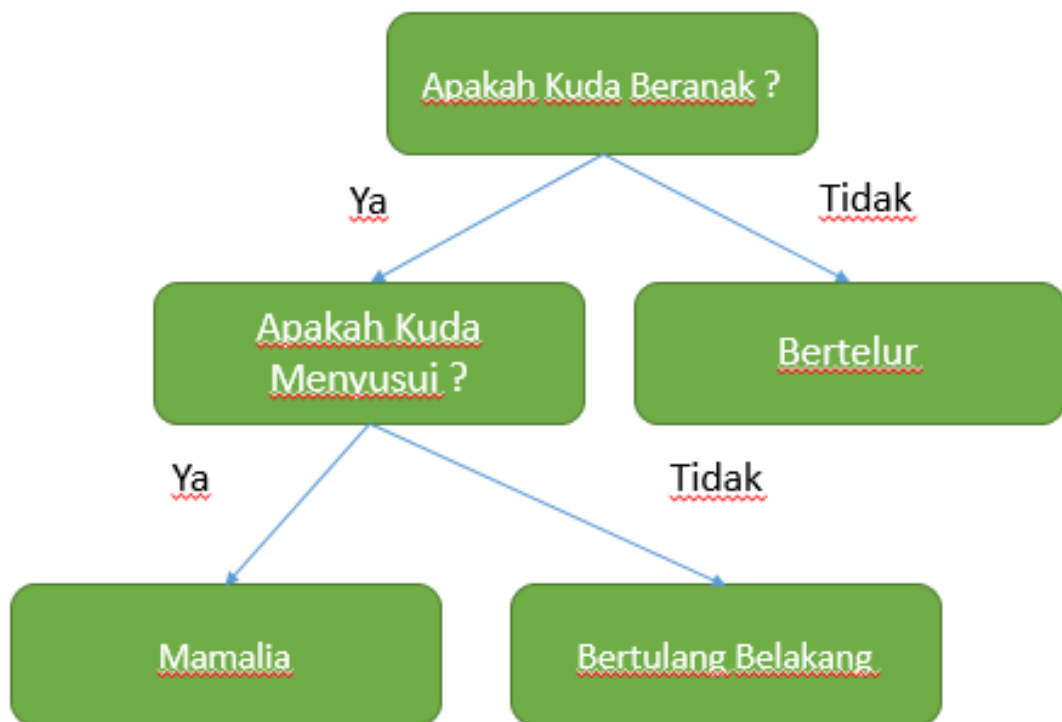 Apakah Kuda Beranak ?
Ya
Tidak
Apakah Kuda
Menyusui ?
Bertelur
Ya
Tidak
Mamalia
Bertulang Belakang